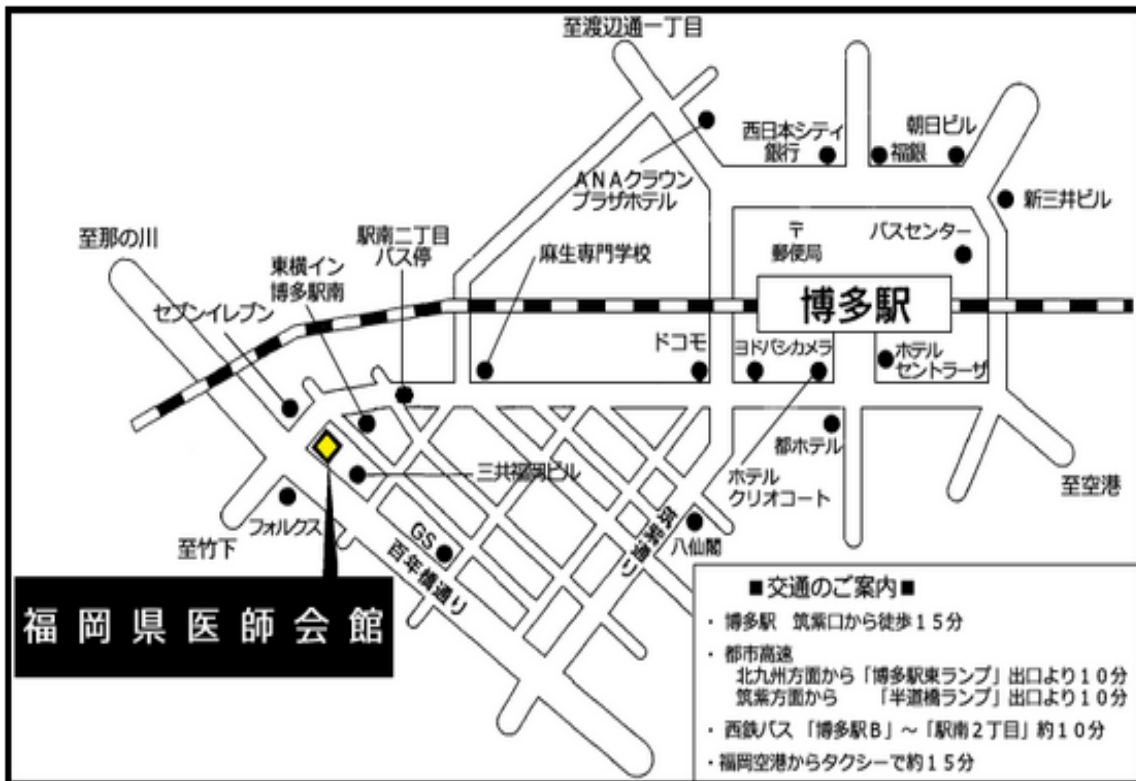 至渡辺通一丁目
西日本シティ
銀行
福銀
朝日ビル
ANAクラウン
プラザホテル
新三井ビル
至那の川
駅南二丁目
バス停
麻生専門学校
〒
郵便局
バスセンター
東横イン
博多駅南
セブンイレブン
博多駅
ドコモ
ヨドバシカメラ
ホテル
セントラーザ
都ホテル
三共福岡ビル
ホテル
クリオコート
至空港
フォルクス
至竹下
GS
百年橋通り
筑紫通り
八仙閣
福岡県医師会館
■交通のご案内■
・博多駅 筑紫口から徒歩15分
・都市高速
北九州方面から「博多駅東ランプ」出口より10分
筑紫方面から 「半道橋ランプ」出口より10分
・西鉄バス「博多駅B」~「駅南2丁目」約10分
・福岡空港からタクシーで約15分